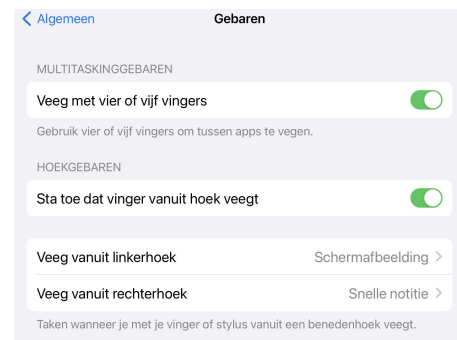 Algemeen Gebaren
MULTITASKINGGEBAREN
Veeg met vier of vijf vingers
Gebruik vier of vijf vingers om tussen apps te vegen.
HOEKGEBAREN
Sta toe dat vinger vanuit hoek veegt
Veeg vanuit linkerhoek Schermafbeelding
Veeg vanuit rechterhoek Snelle notitie
Taken wanneer je met je vinger of stylus vanuit een benedenhoek veegt.